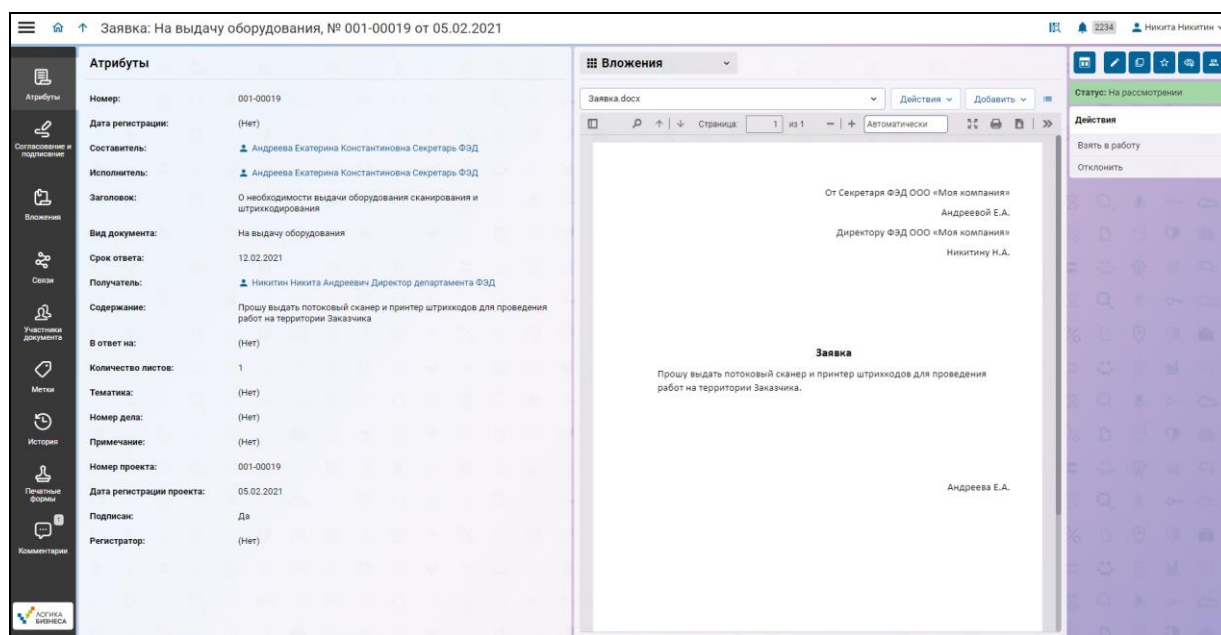 Заявка: На выдачу оборудования, № 001-00019 от 05.02.2021
2234
Никита Никитин
Атрибуты
Согласование и
подписание
Вложения
Связи
Участники
документа
Метки
История
Печатные
формы
1
Комментарии
ЛОГИКА
БИЗНЕСА
Атрибуты
Номер: 001-00019
Дата регистрации: (Нет)
Составитель: Андреева Екатерина Константиновна Секретарь ФЭД
Исполнитель: Андреева Екатерина Константиновна Секретарь ФЭД
Заголовок: О необходимости выдачи оборудования сканирования и
штрихкодирования
Вид документа: На выдачу оборудования
Срок ответа: 12.02.2021
Получатель: Никитин Никита Андреевич Директор департамента ФЭД
Содержание: Прошу выдать потоковый сканер и принтер штрихкодов для проведения
работ на территории Заказчика
В ответ на: (Нет)
Количество листов: 1
Тематика: (Нет)
Номер дела: (Нет)
Примечание: (Нет)
Номер проекта: 001-00019
Дата регистрации проекта: 05.02.2021
Подписан: Да
Регистратор: (Нет)
Вложения
Заявка.docx
Действия
Добавить
Страница: 1 из 1
Автоматически
От Секретаря ФЭД ООО «Моя компания»
Андреевой Е.А.
Директору ФЭД ООО «Моя компания»
Никитину Н.А.
Заявка
Прошу выдать потоковый сканер и принтер штрихкодов для проведения
работ на территории Заказчика.
Андреева Е.А.
Статус: На рассмотрении
Действия
Взять в работу
Отклонить